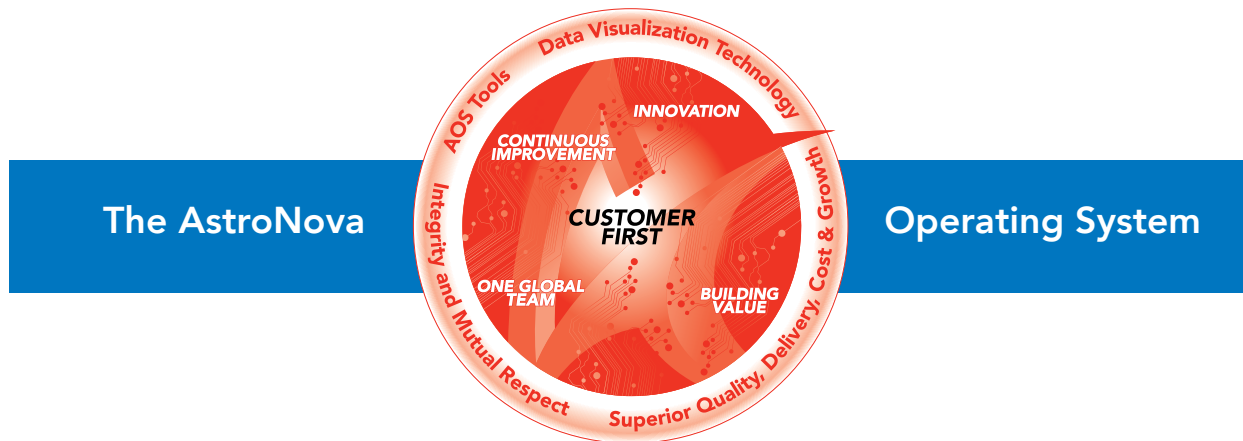 The AstroNova
Operating System
Data Visualization Technology
AOS Tools
Integrity and Mutual Respect
Superior Quality, Delivery, Cost & Growth
INNOVATION
CONTINUOUS
IMPROVEMENT
CUSTOMER
FIRST
ONE GLOBAL
TEAM
BUILDING
VALUE